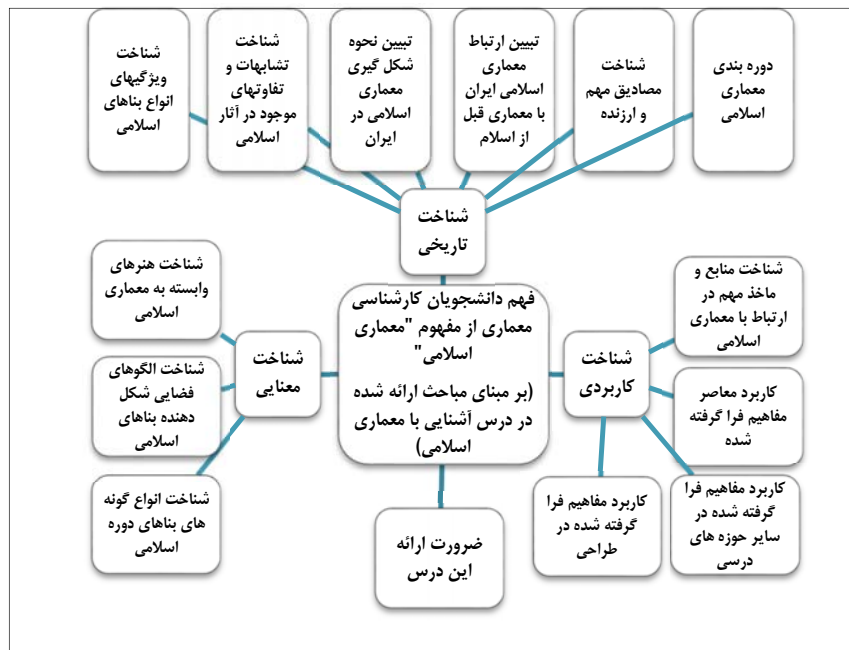 دوره بندی
معماری
اسلامی
شناخت
مصادیق مهم
و ارزنده
تبیین ارتباط
معماری
اسلامی ایران
با معماری قبل
از اسلام
تبیین نحوه
شکل گیری
معماری
اسلامی در
ایران
شناخت
تشابهات و
تفاوتهای
موجود در آثار
اسلامی
شناخت
ویژگیهای
انواع بناهای
اسلامی
شناخت
تاریخی
فهم دانشجویان کارشناسی
معماری از مفهوم "معماری
اسلامی"
(بر مبنای مباحث ارائه شده
در درس آشنایی با معماری
اسلامی)
شناخت
کاربردی
شناخت منابع و
ماخذ مهم در
ارتباط با معماری
اسلامی
کاربرد معاصر
مفاهیم فرا گرفته
شده
کاربرد مفاهیم فرا
گرفته شده در
سایر حوزه های
درسی
کاربرد مفاهیم فرا
گرفته شده در
طراحی
شناخت
معنایی
شناخت هنرهای
وابسته به معماری
اسلامی
شناخت الگوهای
فضایی شکل
دهنده بناهای
اسلامی
شناخت انواع گونه
های بناهای دوره
اسلامی
ضرورت ارائه
این درس